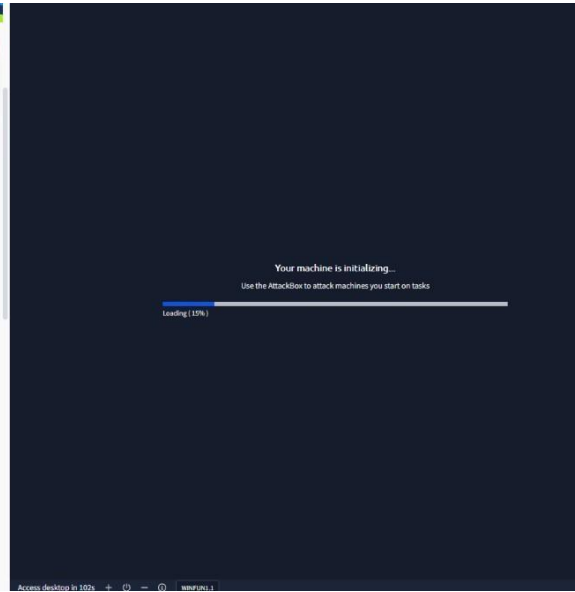 Your machine is initializing...
Use the AttackBox to attack machines you start on tasks
Loading ( 15% )
Access desktop in 102s
WINFUN1.1